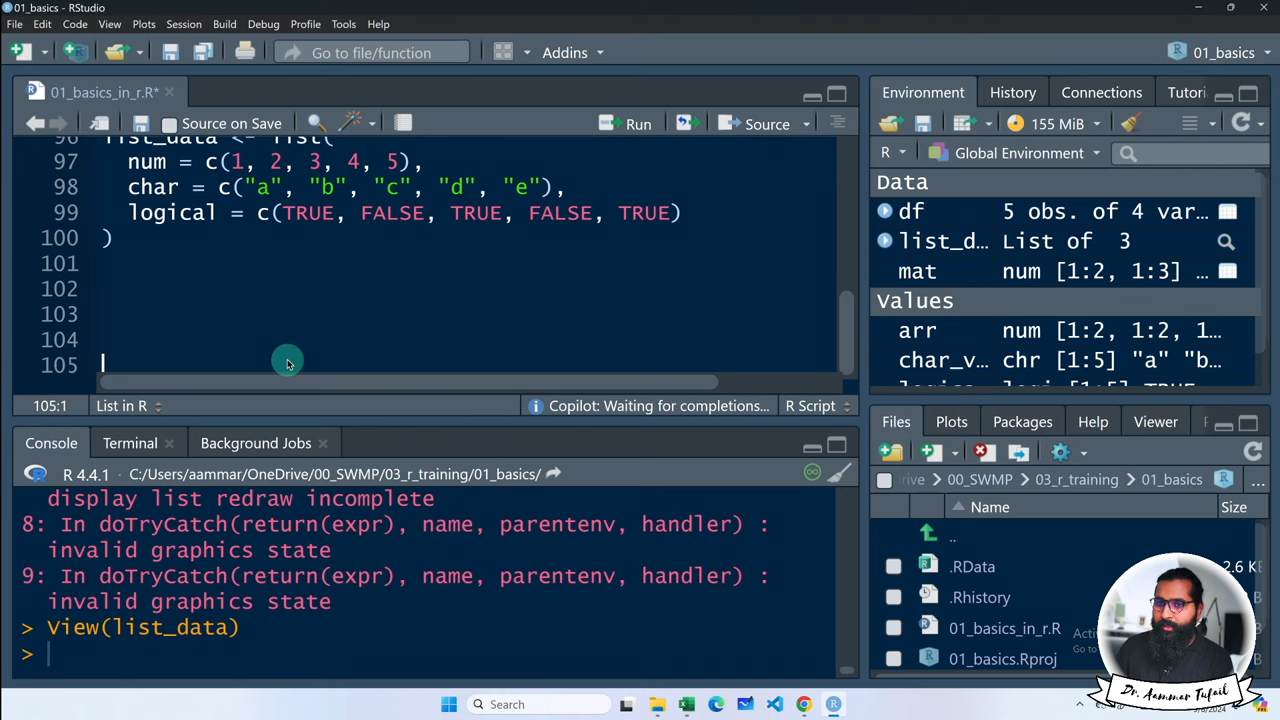 01_basics - RStudio
File Edit Code View Plots Session Build Debug Profile Tools Help
Go to file/function Addins 01_basics
01_basics_in_r.R*
Source on Save Run Source
96 list_data <- list(
97 num = c(1, 2, 3, 4, 5),
98 char = c("a", "b", "c", "d", "e"),
99 logical = c(TRUE, FALSE, TRUE, FALSE, TRUE)
100 )
101
102
103
104
105
105:1 List in R Copilot: Waiting for completions... R Script
Console Terminal Background Jobs
R 4.4.1 · C:/Users/aammar/OneDrive/00_SWMP/03_r_training/01_basics/
display list redraw incomplete
8: In doTryCatch(return(expr), name, parentenv, handler) :
invalid graphics state
9: In doTryCatch(return(expr), name, parentenv, handler) :
invalid graphics state
> View(list_data)
>
Environment History Connections Tutori
155 MiB
R Global Environment
Data
df 5 obs. of 4 var...
list_d... List of 3
mat num [1:2, 1:3] ...
Values
arr num [1:2, 1:2, 1...
char_v... chr [1:5] "a" "b...
Files Plots Packages Help Viewer
rive 00_SWMP 03_r_training 01_basics ...
Name Size
..
.RData 2.6 K
.Rhistory
01_basics_in_r.R
01_basics.Rproj
Dr. Aammar Tufail
Search